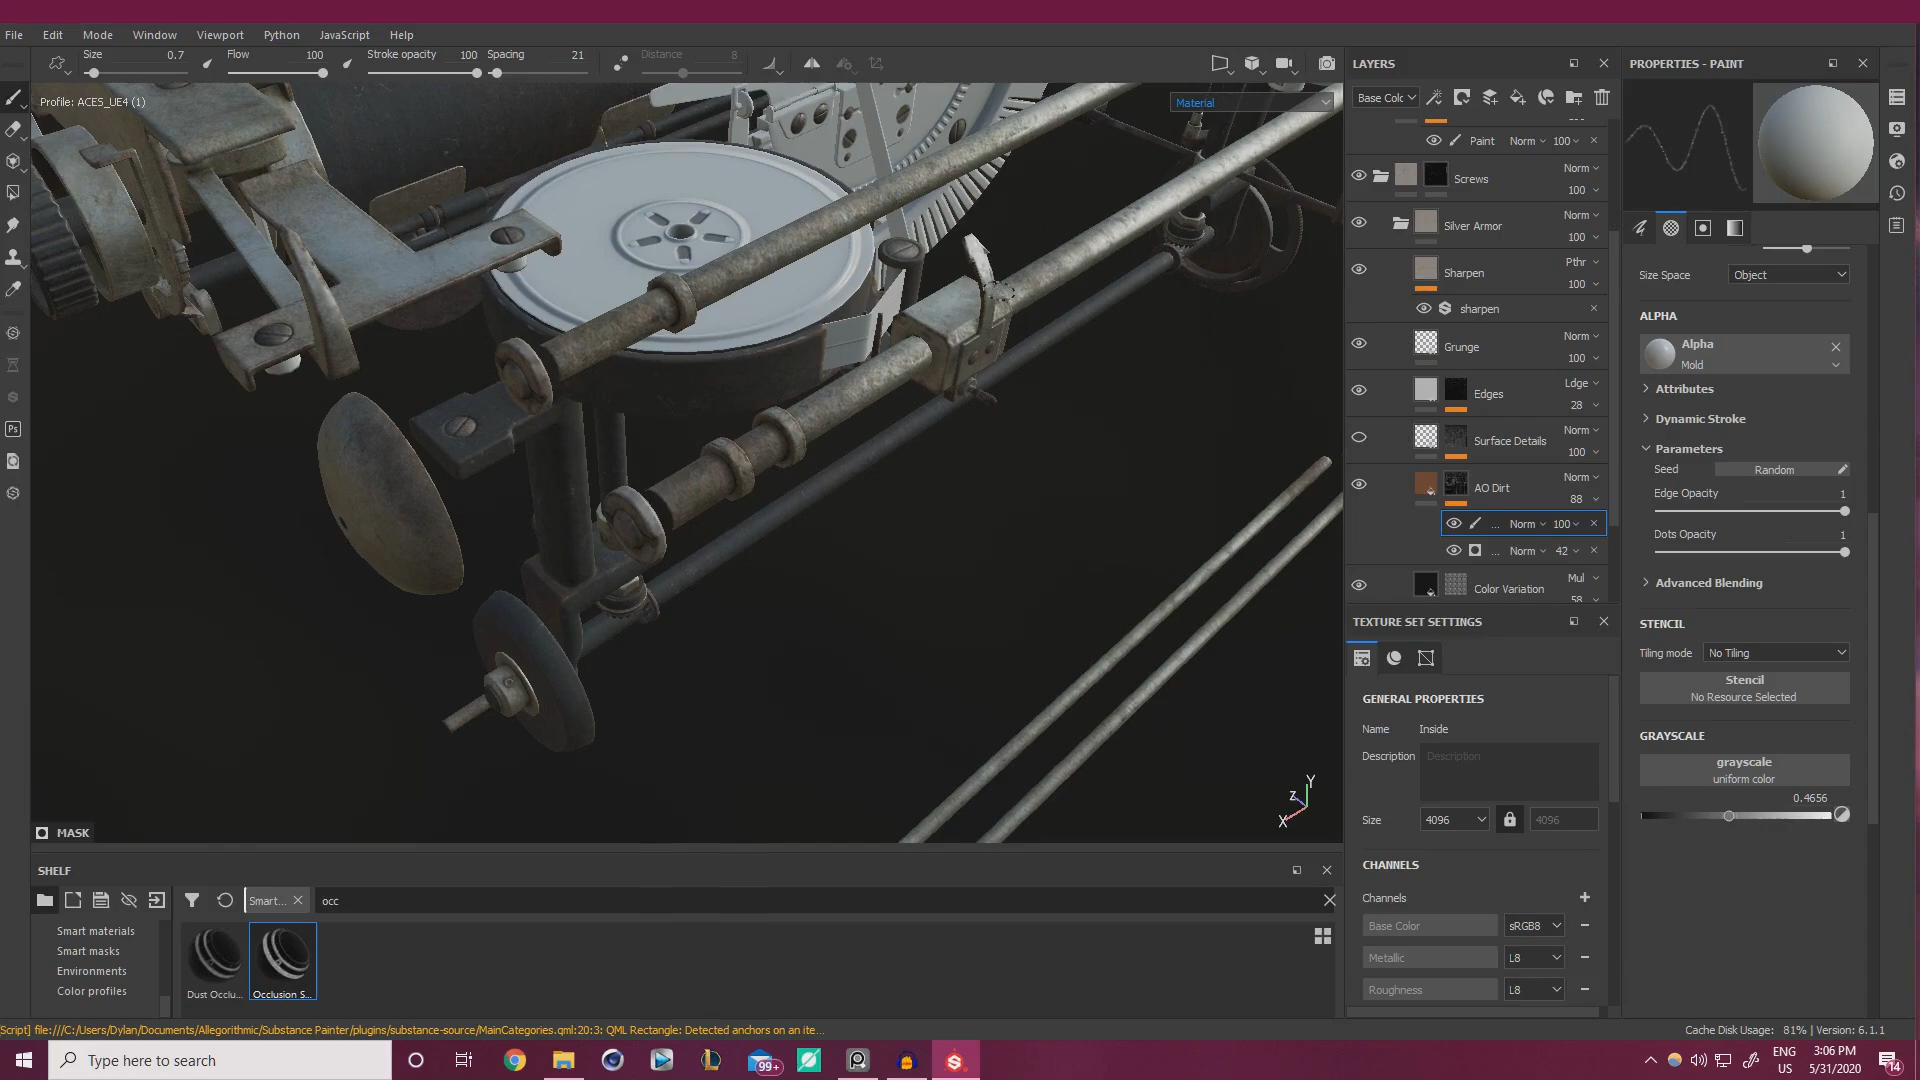 File Edit Mode Window Viewport Python JavaScript Help
Size 0.7 Flow 100 Stroke opacity 100 Spacing 21 Distance 8
Profile: ACES_UE4 (1)
Material
MASK
Y
Z
X
LAYERS
Base Colc
Paint Norm 100
Screws Norm
100
Silver Armor Norm
100
Sharpen Pthr
100
sharpen
Grunge Norm
100
Edges Ldge
28
Surface Details Norm
100
AO Dirt Norm
88
... Norm 100
... Norm 42
Color Variation Mul
58
TEXTURE SET SETTINGS
GENERAL PROPERTIES
Name Inside
Description Description
Size 4096 4096
CHANNELS
Channels
Base Color sRGB8
Metallic L8
Roughness L8
PROPERTIES - PAINT
Size Space Object
ALPHA
Alpha
Mold
Attributes
Dynamic Stroke
Parameters
Seed Random
Edge Opacity 1
Dots Opacity 1
Advanced Blending
STENCIL
Tiling mode No Tiling
Stencil
No Resource Selected
GRAYSCALE
grayscale
uniform color
0.4656
SHELF
Smart... occ
Smart materials
Smart masks
Environments
Color profiles
Dust Occlu... Occlusion S...
Script] file:///C:/Users/Dylan/Documents/Allegorithmic/Substance Painter/plugins/substance-source/MainCategories.qml:20:3: QML Rectangle: Detected anchors on an ite...
Cache Disk Usage: 81% | Version: 6.1.1
Type here to search
Ps
99+
ENG
US
3:06 PM
5/31/2020
14